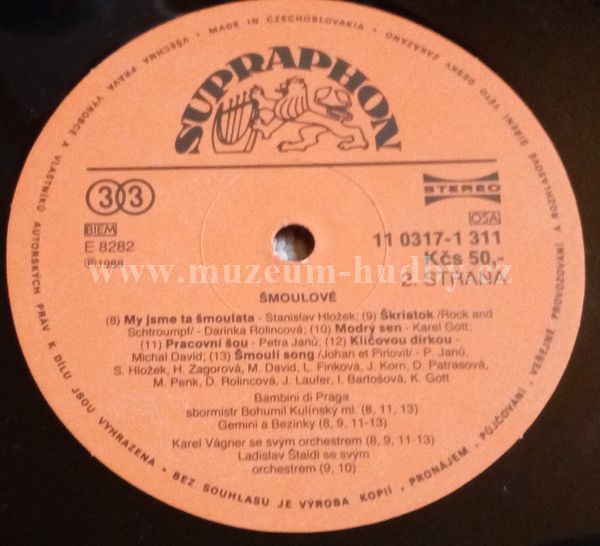 MADE IN CZECHOSLOVAKIA • VŠECHNA PRÁVA VÝROBCE A VLASTNÍKŮ AUTORSKÝCH PRÁV K DÍLU JSOU VYHRAZENA • BEZ SOUHLASU JE VÝROBA KOPIÍ • PRONÁJEM • PŮJČOVÁNÍ • VEŘEJNÉ PROVOZOVÁNÍ A ROZHLASOVÉ ŠÍŘENÍ TÉTO DESKY ZAKÁZÁNO •
SUPRAPHON
33
STEREO
BIEM
OSA
E 8282
11 0317-1 311
℗1988
Kčs 50,-
2. STRANA
www.muzeum-hudby.cz
ŠMOULOVÉ
(8) My jsme ta šmoulata - Stanislav Hložek; (9) Škriatok /Rock and
Schtroumpf/ - Darinka Rolincová; (10) Modrý sen - Karel Gott;
(11) Pracovní šou - Petra Janů; (12) Klíčovou dírkou -
Michal David; (13) Šmoulí song /Johan et Pirlovit/ - P. Janů,
S. Hložek, H. Zagorová, M. David, L. Finková, J. Korn, D. Patrasová,
M. Penk, D. Rolincová, J. Laufer, I. Bartošová, K. Gott
Bambini di Praga
sbormistr Bohumil Kulínský ml. (8, 11, 13)
Gemini a Bezinky (8, 9, 11-13)
Karel Vágner se svým orchestrem (8, 9, 11-13)
Ladislav Štaidl se svým
orchestrem (9, 10)